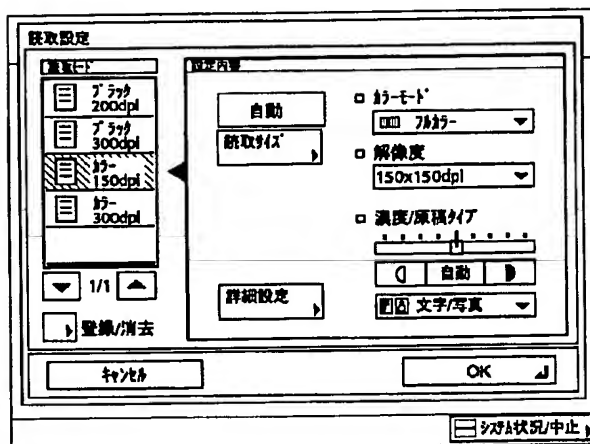 読取設定
読取ﾓｰﾄﾞ
ﾌﾞﾗｯｸ
200dpi
ﾌﾞﾗｯｸ
300dpi
ｶﾗｰ
150dpi
ｶﾗｰ
300dpi
1/1
登録/消去
設定内容
自動
読取ｻｲｽﾞ
詳細設定
ｶﾗｰﾓｰﾄﾞ
ﾌﾙｶﾗｰ
解像度
150x150dpi
濃度/原稿ﾀｲﾌﾟ
自動
文字/写真
ｷｬﾝｾﾙ
OK
ｼｽﾃﾑ状況/中止